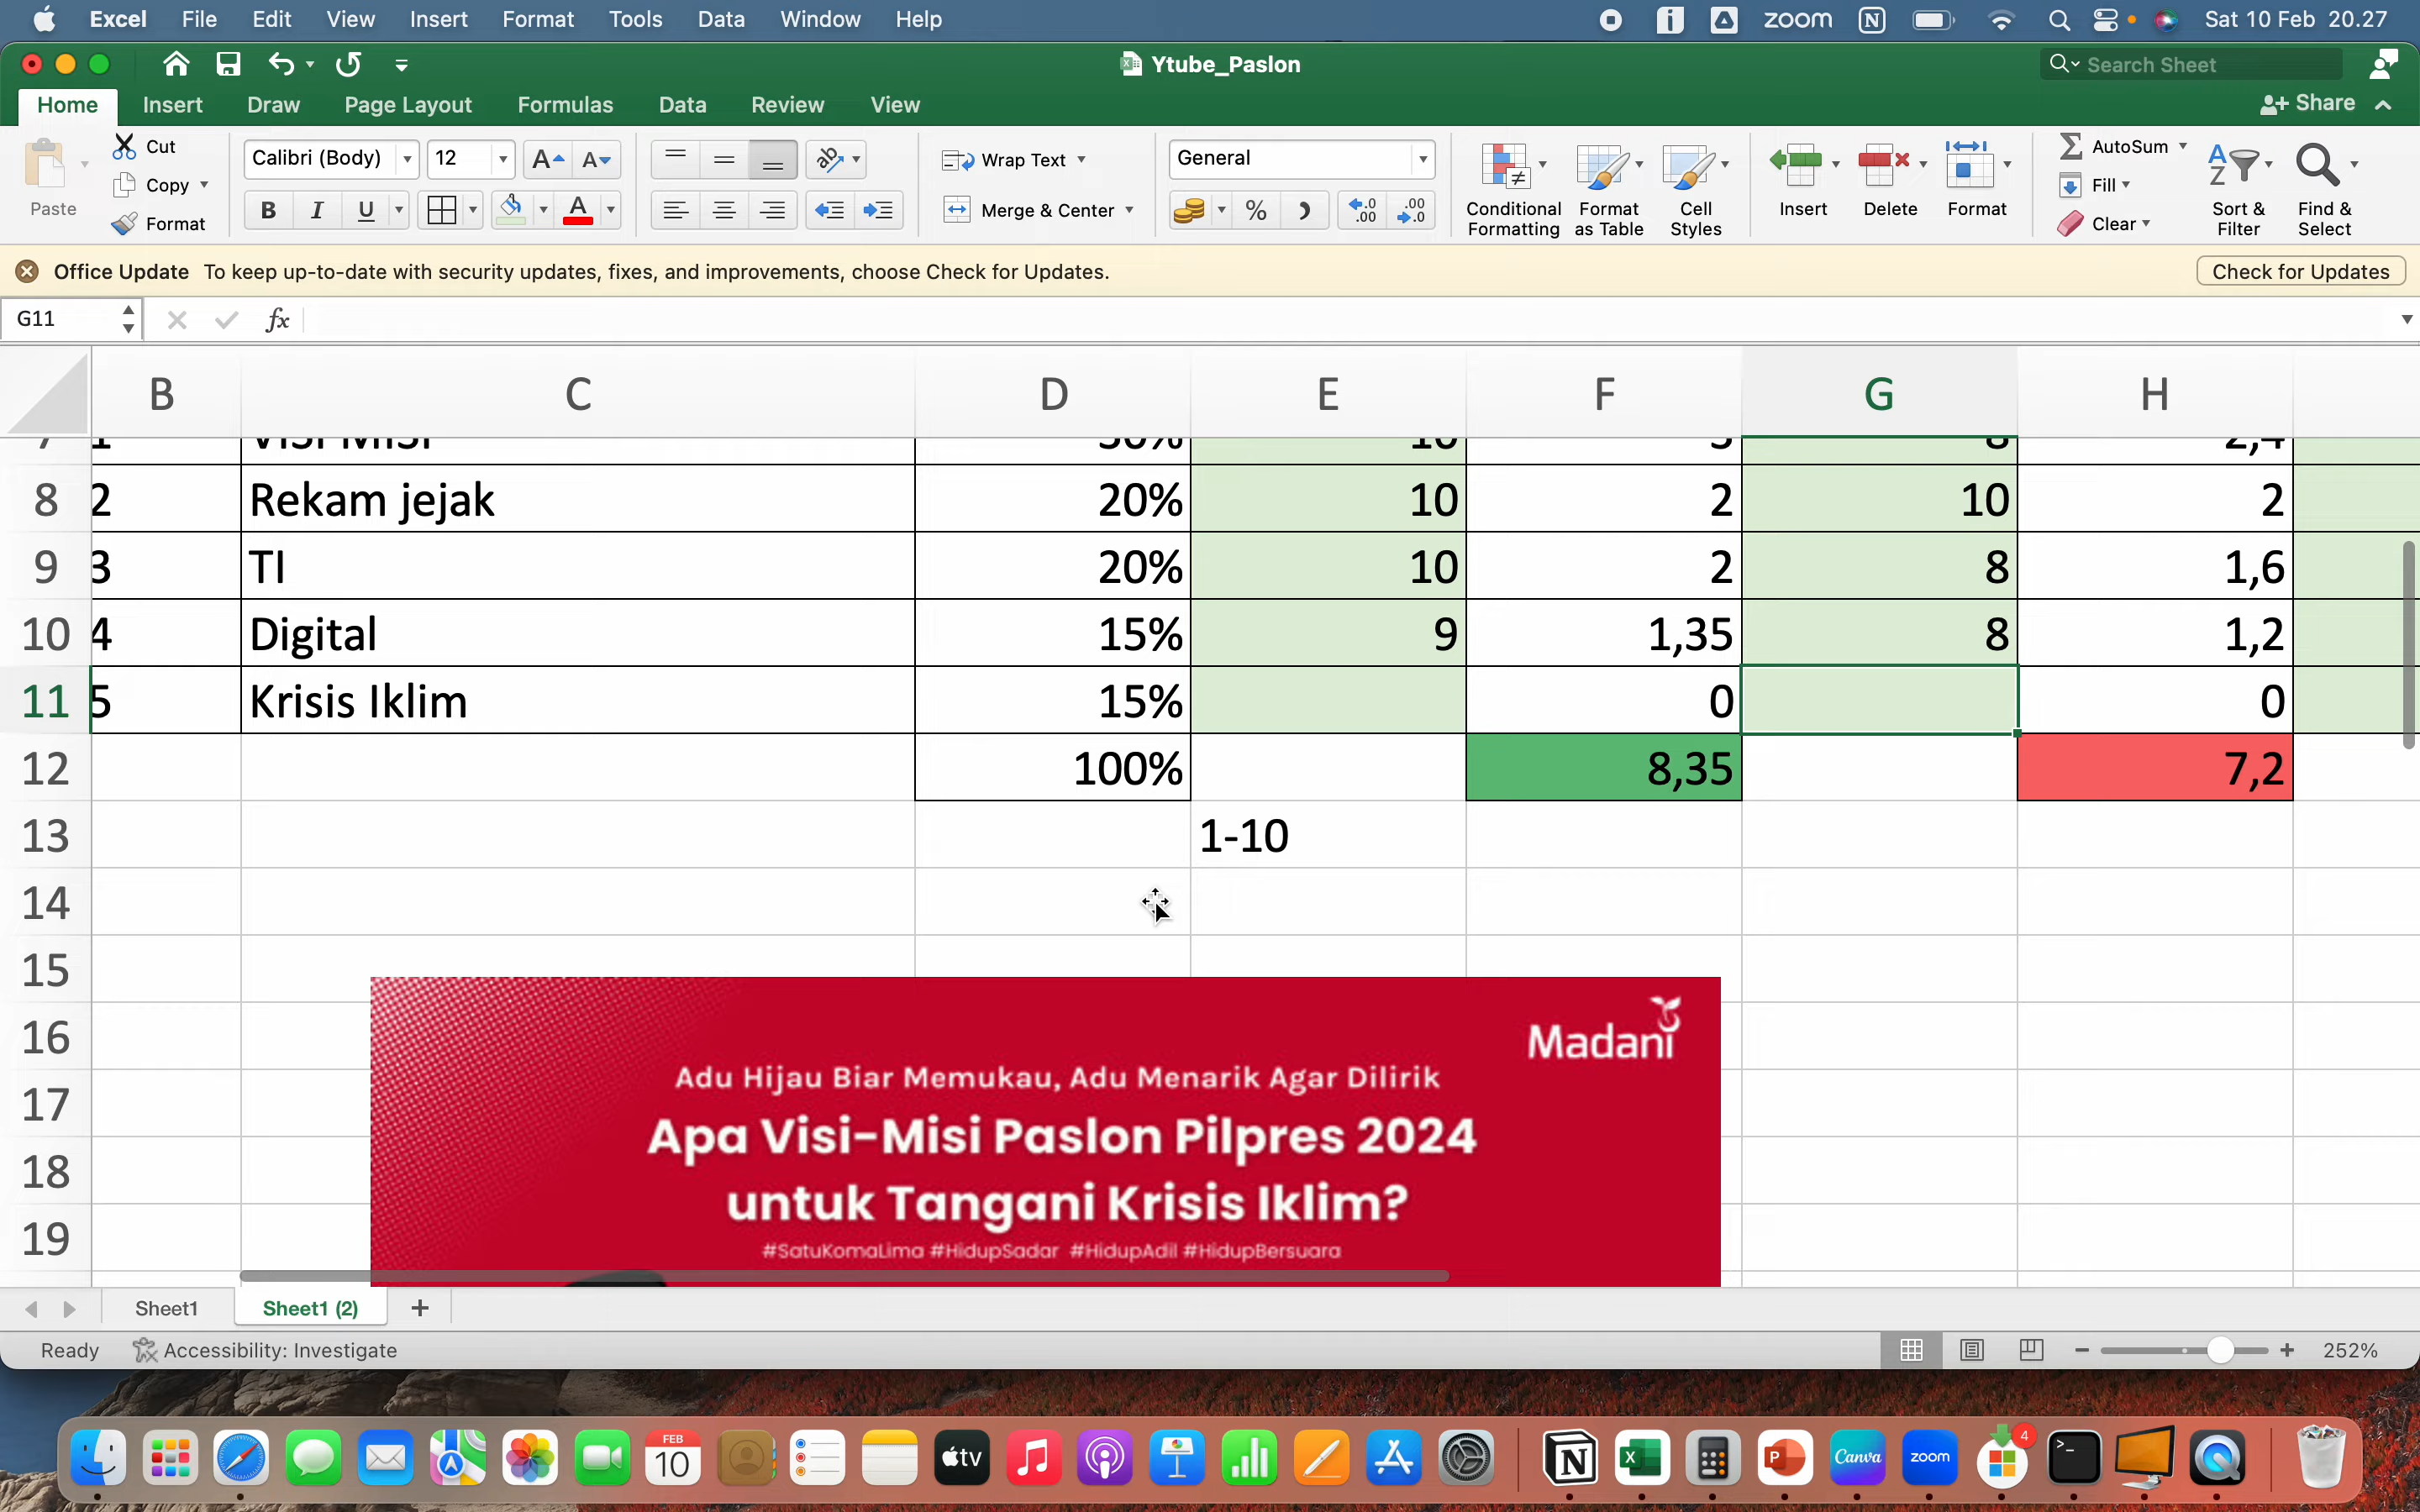 Excel File Edit View Insert Format Tools Data Window Help zoom Sat 10 Feb 20.27
Ytube_Paslon Search Sheet
Home Insert Draw Page Layout Formulas Data Review View Share
Paste Cut Copy Format
Calibri (Body) 12 Wrap Text General
Merge & Center
Conditional Formatting Format as Table Cell Styles Insert Delete Format
AutoSum Fill Clear Sort & Filter Find & Select
Office Update To keep up-to-date with security updates, fixes, and improvements, choose Check for Updates. Check for Updates
G11 fx
B C D E F G H
8 2 Rekam jejak 20% 10 2 10 2
9 3 TI 20% 10 2 8 1,6
10 4 Digital 15% 9 1,35 8 1,2
11 5 Krisis Iklim 15% 0 0
12 100% 8,35 7,2
13 1-10
14
15
16 Madani
17 Adu Hijau Biar Memukau, Adu Menarik Agar Dilirik
Apa Visi-Misi Paslon Pilpres 2024
18
untuk Tangani Krisis Iklim?
19 #SatuKomaLima #HidupSadar #HidupAdil #HidupBersuara
Sheet1 Sheet1 (2) +
Ready Accessibility: Investigate 252%
FEB 10 tv Canva zoom 4